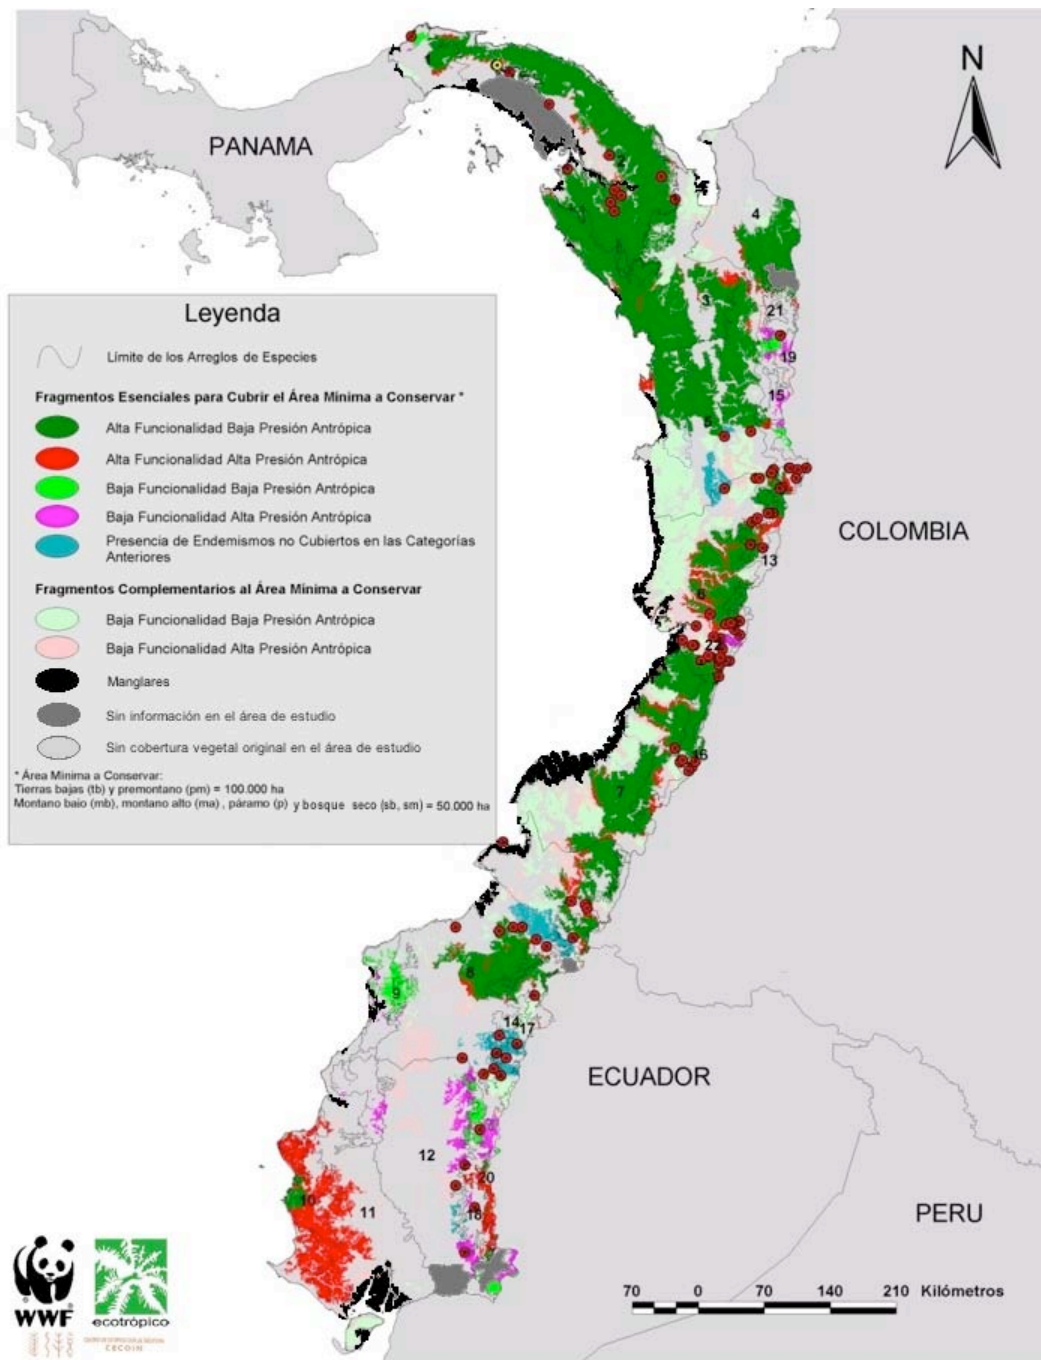 N
PANAMA
2
1
4
3
21
19
15
5
COLOMBIA
13
6
22
16
7
8
9
14
17
ECUADOR
12
20
10
11
18
PERU
Leyenda
Límite de los Arreglos de Especies
Fragmentos Esenciales para Cubrir el Área Mínima a Conservar *
Alta Funcionalidad Baja Presión Antrópica
Alta Funcionalidad Alta Presión Antrópica
Baja Funcionalidad Baja Presión Antrópica
Baja Funcionalidad Alta Presión Antrópica
Presencia de Endemismos no Cubiertos en las Categorías
Anteriores
Fragmentos Complementarios al Área Mínima a Conservar
Baja Funcionalidad Baja Presión Antrópica
Baja Funcionalidad Alta Presión Antrópica
Manglares
Sin información en el área de estudio
Sin cobertura vegetal original en el área de estudio
* Área Mínima a Conservar:
Tierras bajas (tb) y premontano (pm) = 100.000 ha
Montano bajo (mb), montano alto (ma) , páramo (p) y bosque seco (sb, sm) = 50.000 ha
70 0 70 140 210 Kilómetros
WWF
ecotrópico
CECOIN